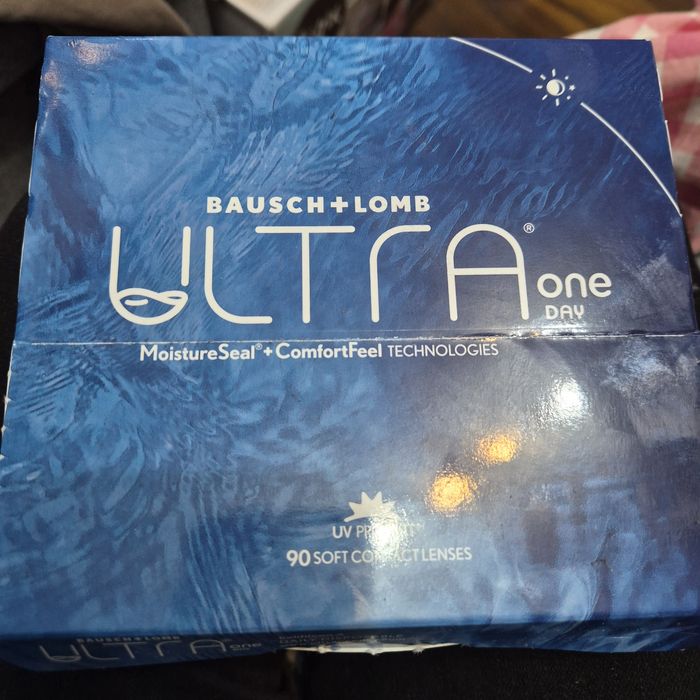 BAUSCH+LOMB
ULTRA® one
DAY
MoistureSeal® + ComfortFeel TECHNOLOGIES
UV
90 SOFT CONTACT LENSES
BAUSCH+LOMB
ULTRA® one